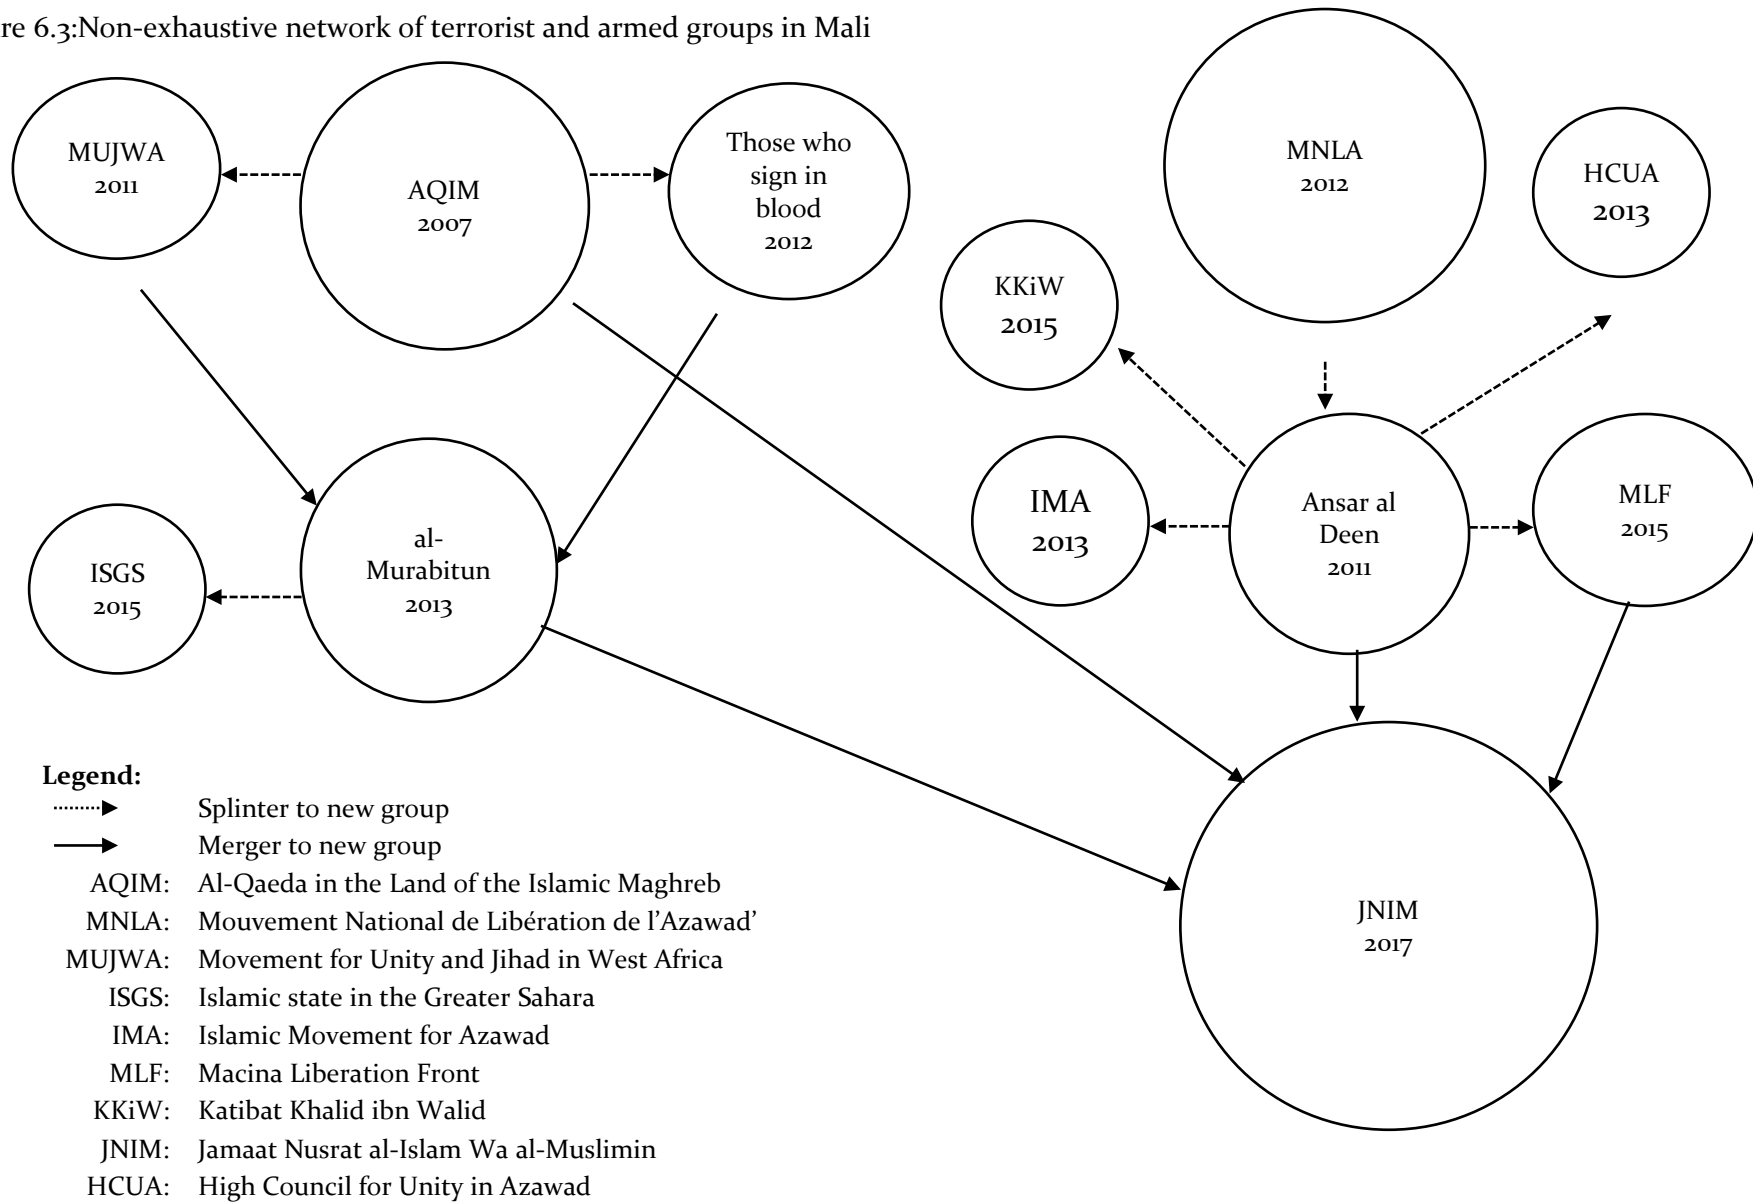 re 6.3:Non-exhaustive network of terrorist and armed groups in Mali
MUJWA
2011
AQIM
2007
Those who
sign in
blood
2012
MNLA
2012
HCUA
2013
KKiW
2015
IMA
2013
Ansar al
Deen
2011
MLF
2015
al-
Murabitun
2013
ISGS
2015
JNIM
2017
Legend:
Splinter to new group
Merger to new group
AQIM: Al-Qaeda in the Land of the Islamic Maghreb
MNLA: Mouvement National de Libération de l’Azawad’
MUJWA: Movement for Unity and Jihad in West Africa
ISGS: Islamic state in the Greater Sahara
IMA: Islamic Movement for Azawad
MLF: Macina Liberation Front
KKiW: Katibat Khalid ibn Walid
JNIM: Jamaat Nusrat al-Islam Wa al-Muslimin
HCUA: High Council for Unity in Azawad